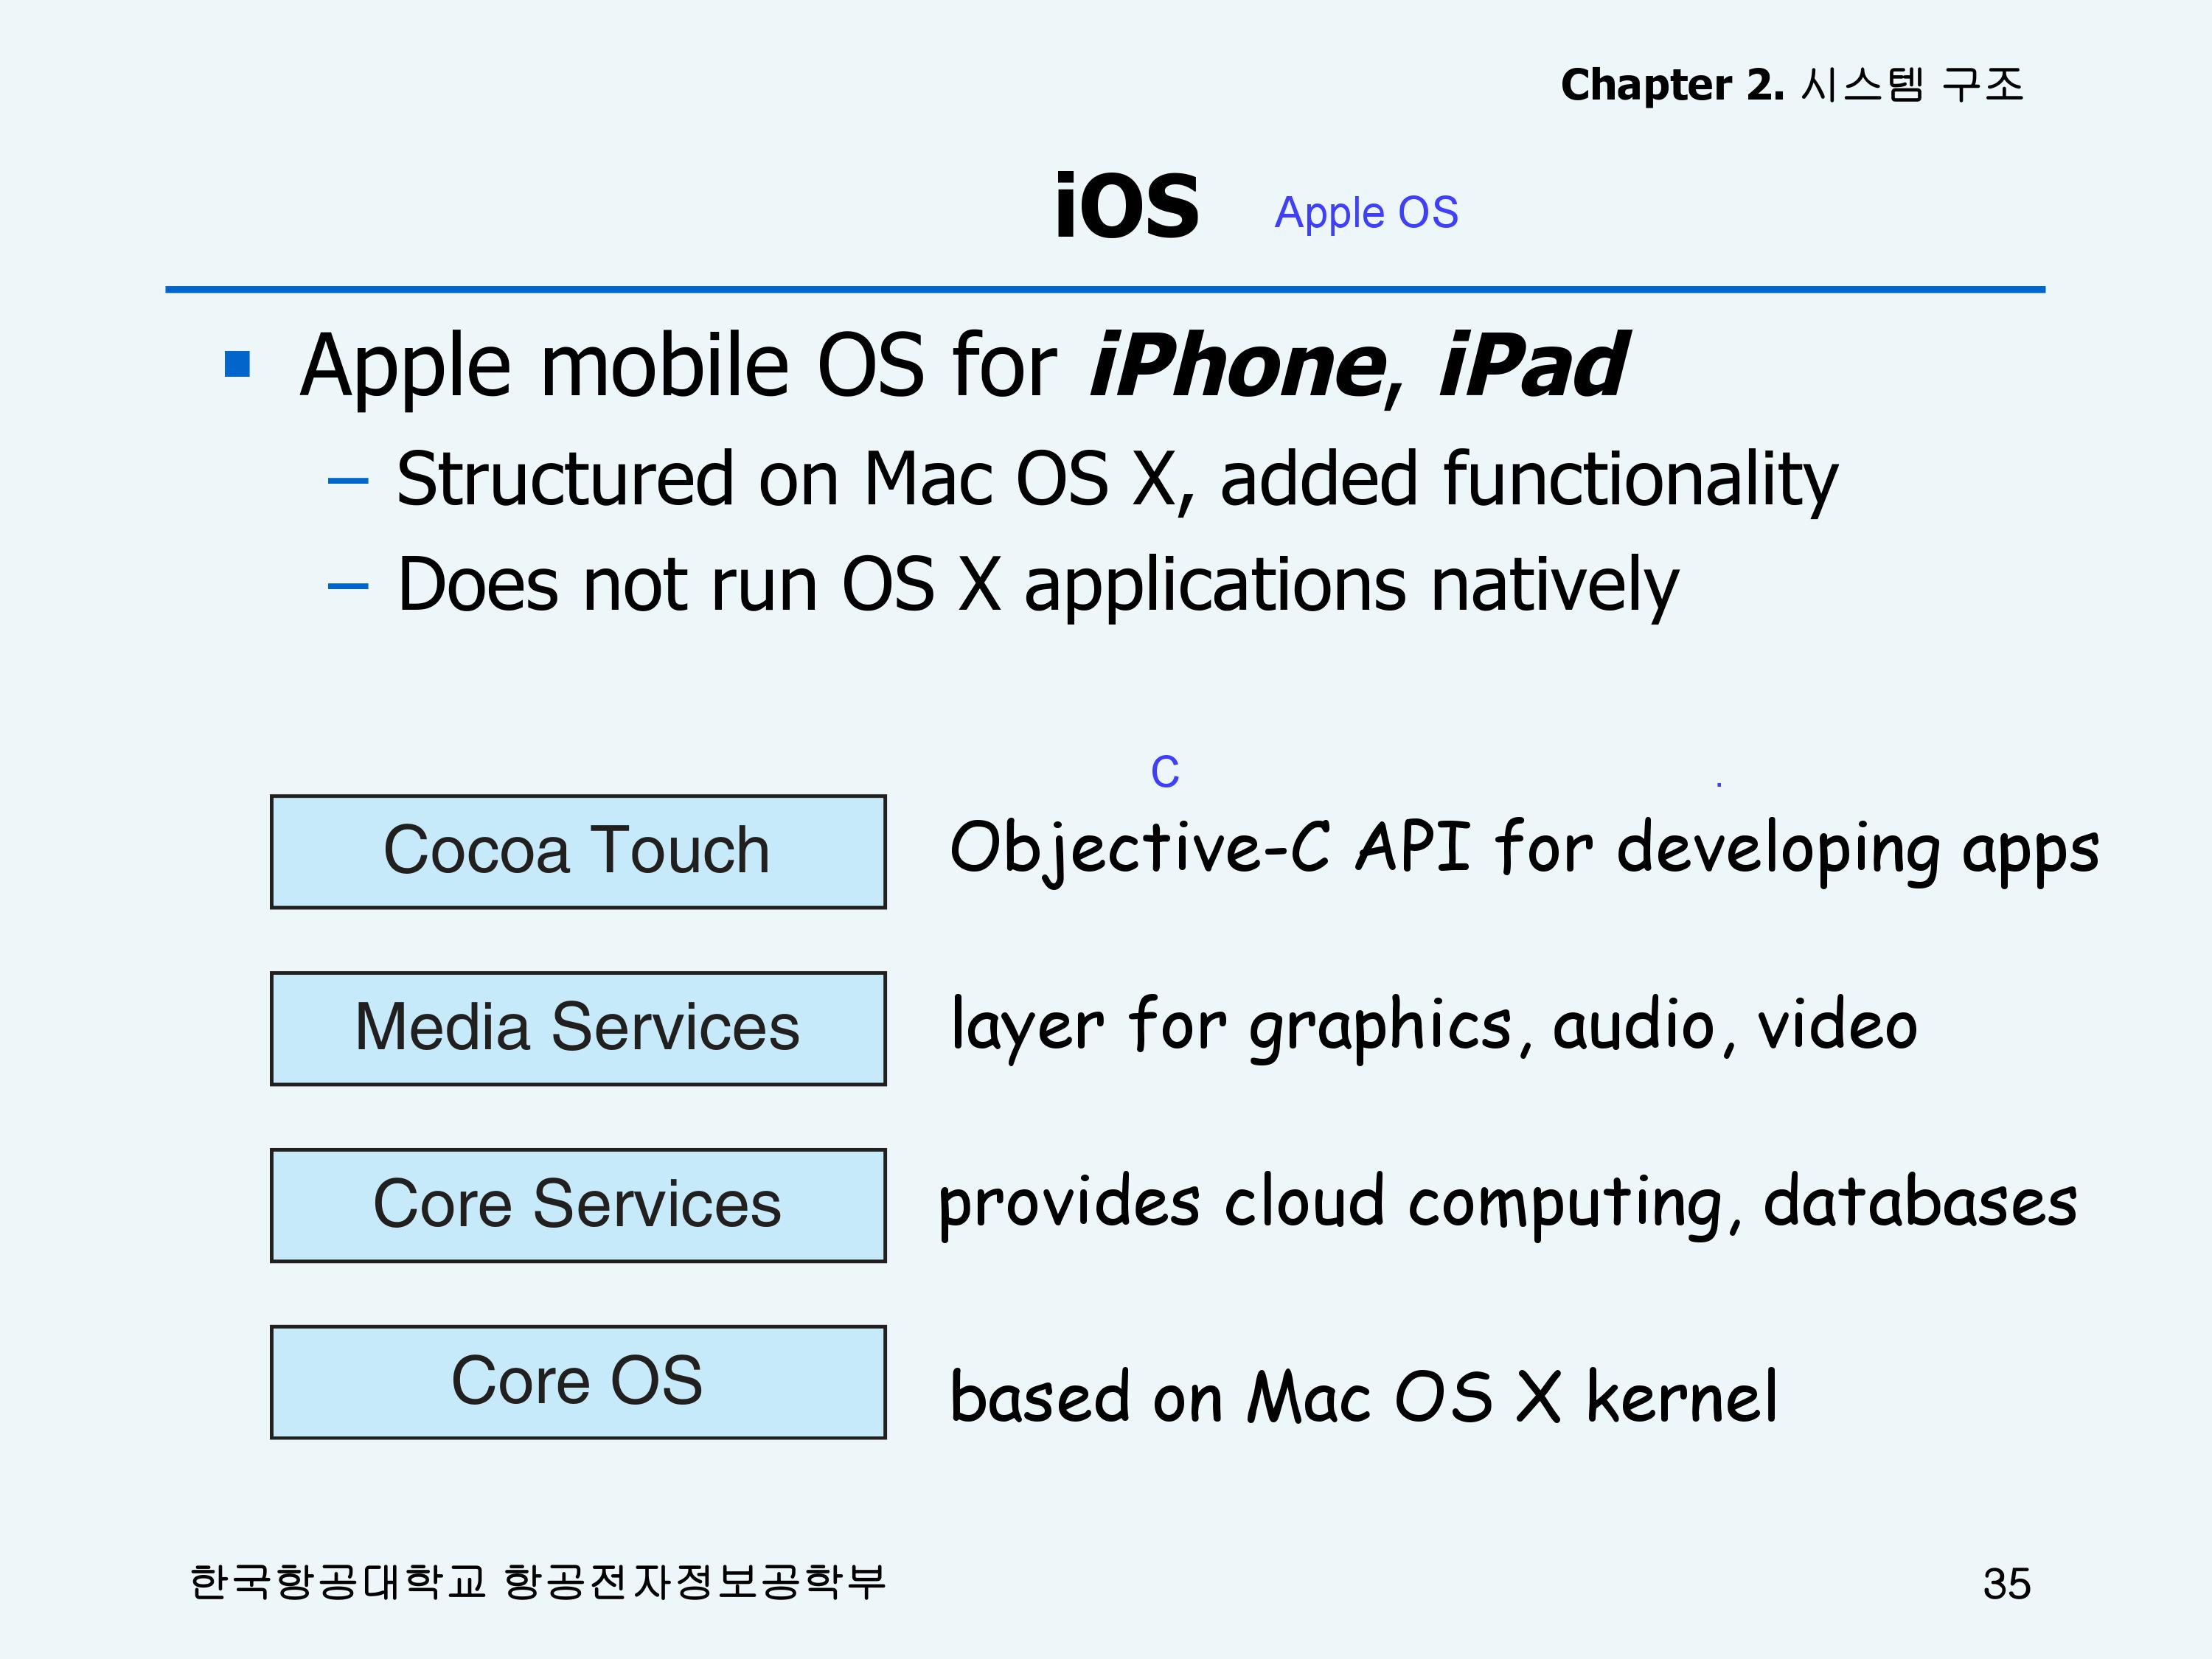 Chapter 2. 시스템 구조
iOS Apple OS
Apple mobile OS for iPhone, iPad
– Structured on Mac OS X, added functionality
– Does not run OS X applications natively
C .
Cocoa Touch Objective-C API for developing apps
Media Services layer for graphics, audio, video
Core Services provides cloud computing, databases
Core OS based on Mac OS X kernel
한국항공대학교 항공전자정보공학부 35